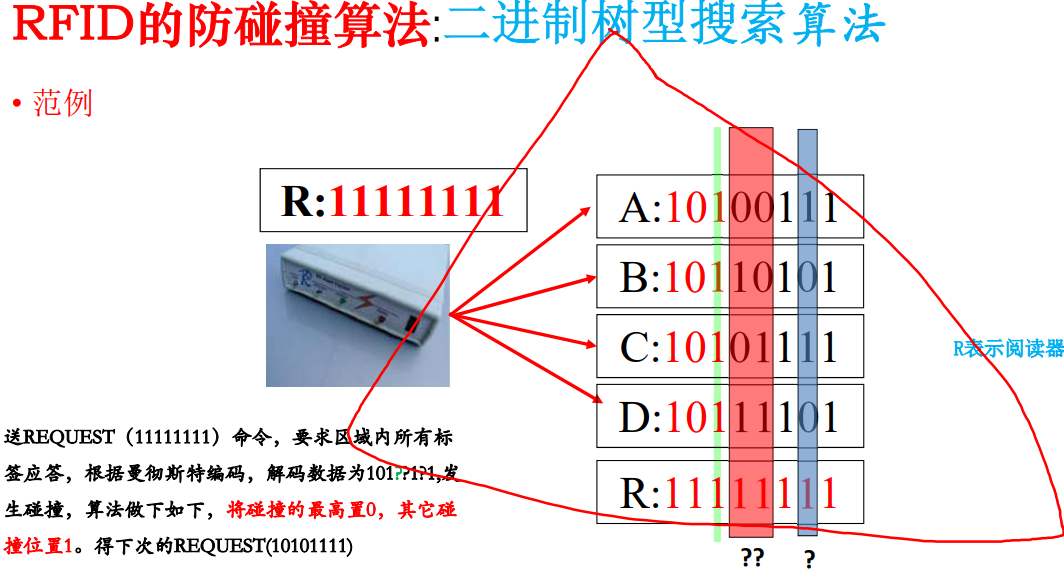 RFID的防碰撞算法:二进制树型搜索算法
• 范例
R:11111111
A:10100111
B:10110101
C:10101111
D:10111101
R:11111111
?? ?
R表示阅读器
送REQUEST（11111111）命令，要求区域内所有标
签应答，根据曼彻斯特编码，解码数据为101??1?1,发
生碰撞，算法做下如下，将碰撞的最高置0，其它碰
撞位置1。得下次的REQUEST(10101111)